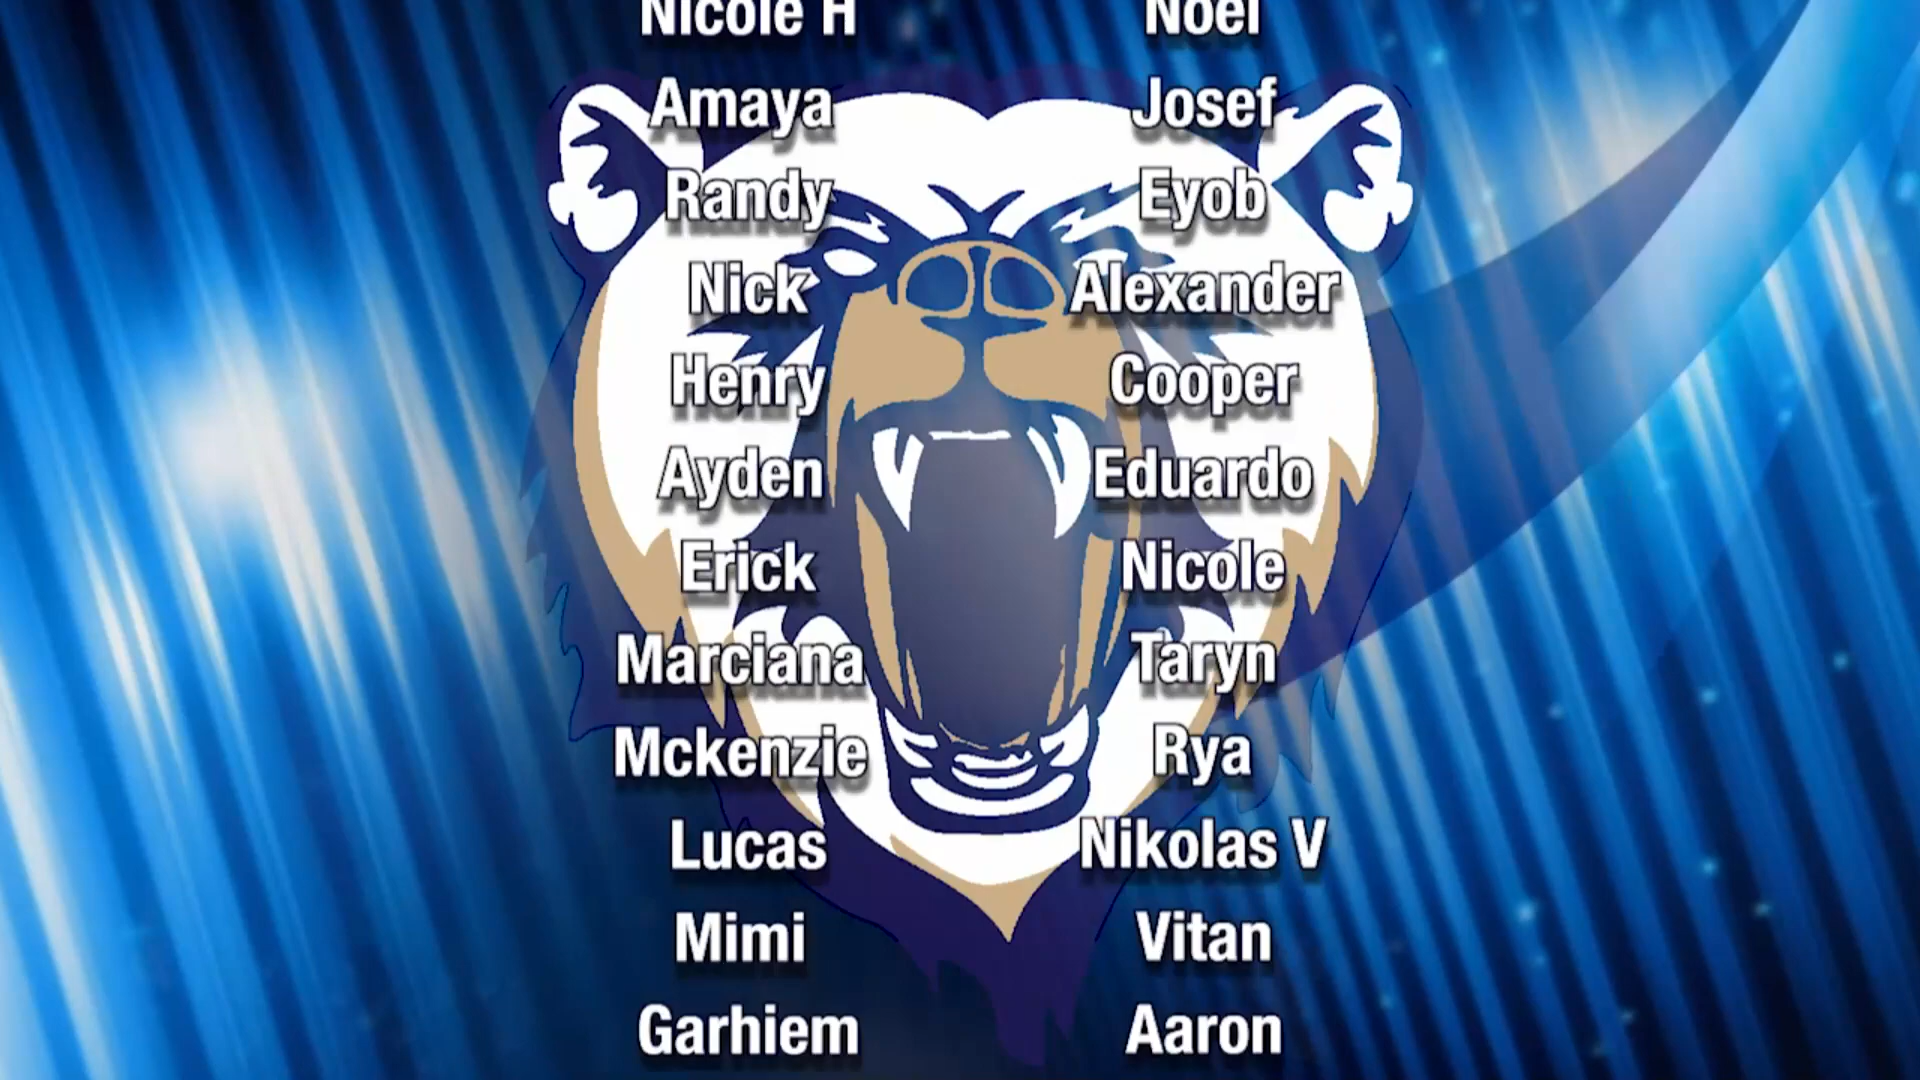 Nicole H Noel
Amaya Josef
Randy Eyob
Nick Alexander
Henry Cooper
Ayden Eduardo
Erick Nicole
Marciana Taryn
Mckenzie Rya
Lucas Nikolas V
Mimi Vitan
Garhiem Aaron